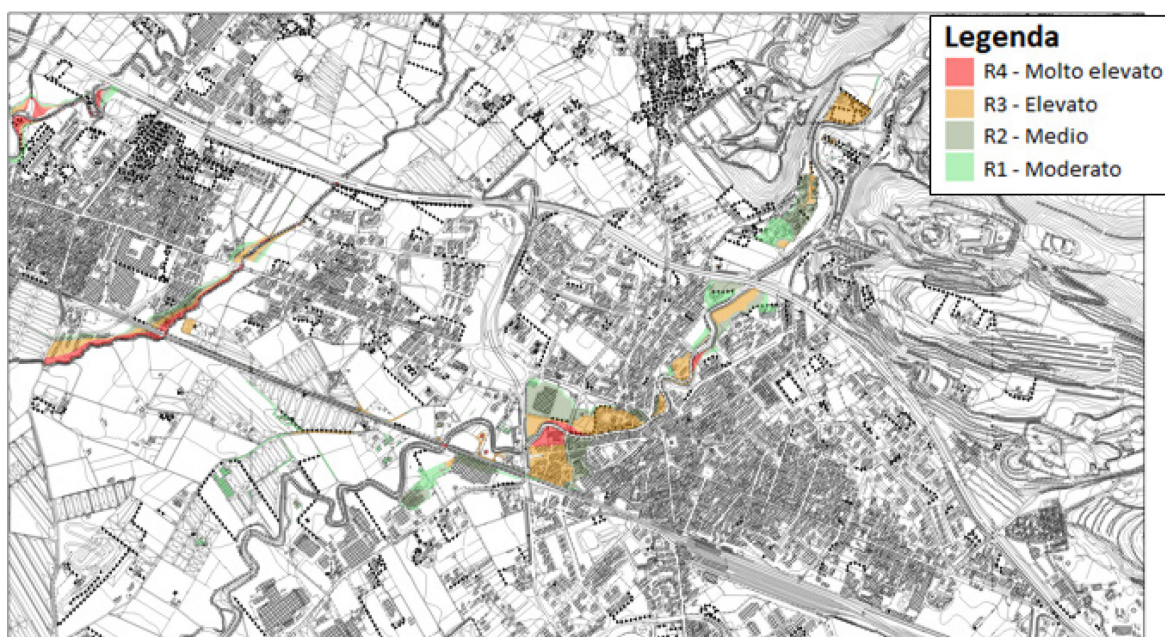 Legenda
R4 - Molto elevato
R3 - Elevato
R2 - Medio
R1 - Moderato